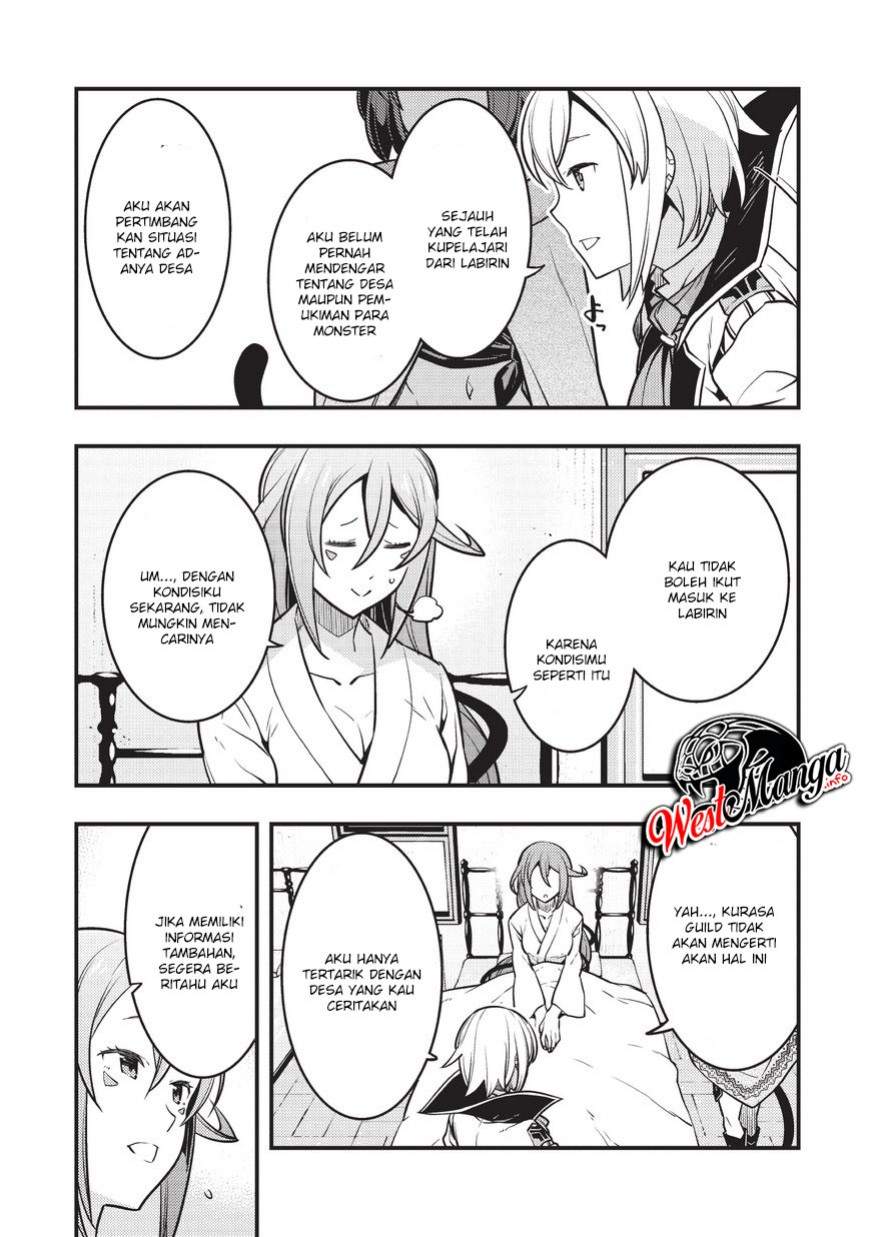 SEJAUH
YANG TELAH
KUPELAJARI
DARI LABIRIN
AKU BELUM
PERNAH
MENDENGAR
TENTANG DESA
MAUPUN PEM-
UKIMAN PARA
MONSTER
AKU AKAN
PERTIMBANG
KAN SITUASI
TENTANG AD-
ANYA DESA
よっ
KAU TIDAK
BOLEH IKUT
MASUK KE
LABIRIN
KARENA
KONDISIMU
SEPERTI ITU
UM..., DENGAN
KONDISIKU
SEKARANG, TIDAK
MUNGKIN MEN-
CARINYA
WestManga
.info
YAH..., KURASA
GUILD TIDAK
AKAN MENGERTI
AKAN HAL INI
AKU HANYA
TERTARIK DENGAN
DESA YANG KAU
CERITAKAN
JIKA MEMILIKI
INFORMASI
TAMBAHAN,
SEGERA BE-
RITAHU AKU